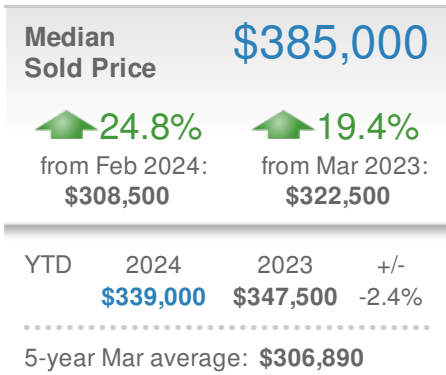 Median
Sold Price
$385,000
24.8%
from Feb 2024:
$308,500
19.4%
from Mar 2023:
$322,500
YTD 2024 2023 +/-
$339,000 $347,500 -2.4%
5-year Mar average: $306,890